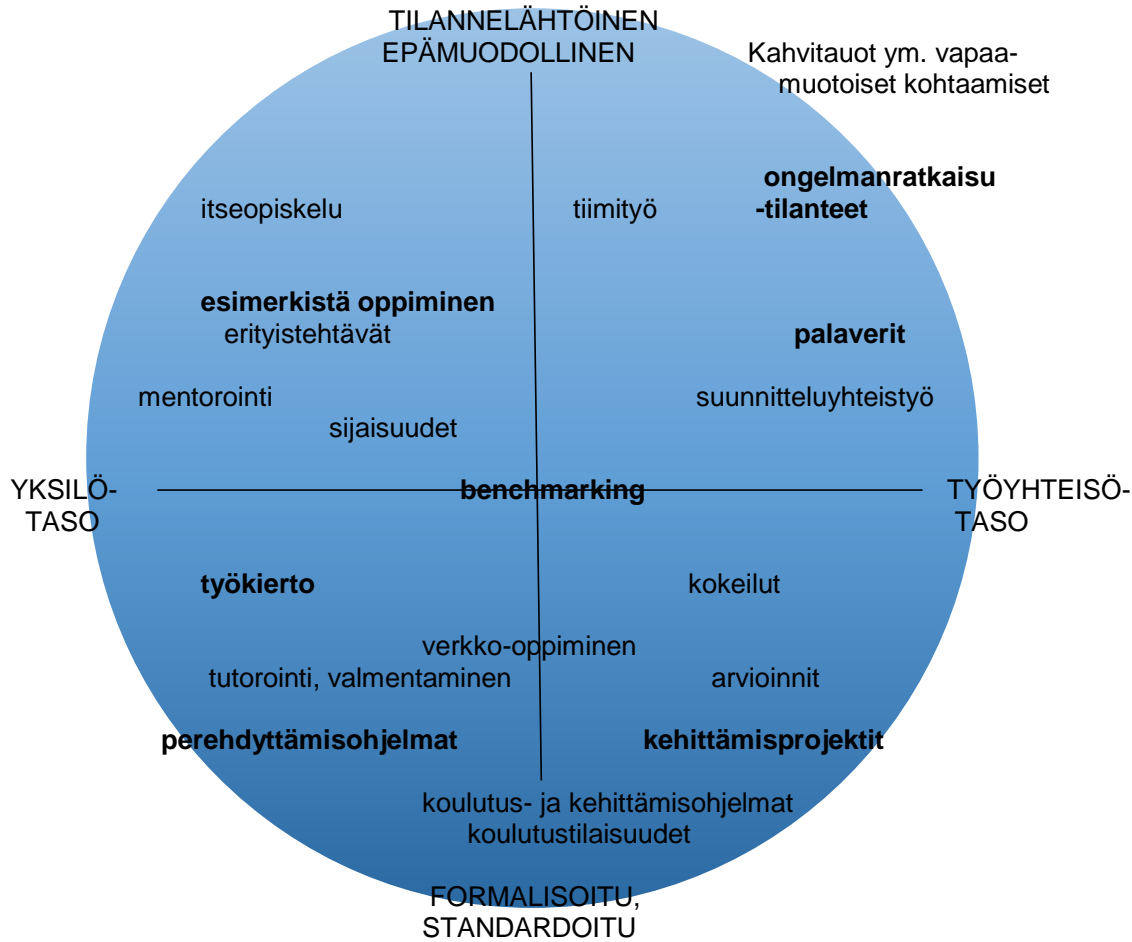 TILANNELÄHTÖINEN
EPÄMUODOLLINEN
Kahvitauot ym. vapaa-
muotoiset kohtaamiset
ongelmanratkaisu
-tilanteet
itseopiskelu
tiimityö
esimerkistä oppiminen
erityistehtävät
palaverit
mentorointi
suunnitteluyhteistyö
sijaisuudet
YKSILÖ-
TASO
benchmarking
TYÖYHTEISÖ-
TASO
työkierto
kokeilut
verkko-oppiminen
tutorointi, valmentaminen
arvioinnit
perehdyttämisohjelmat
kehittämisprojektit
koulutus- ja kehittämisohjelmat
koulutustilaisuudet
FORMALISOITU,
STANDARDOITU